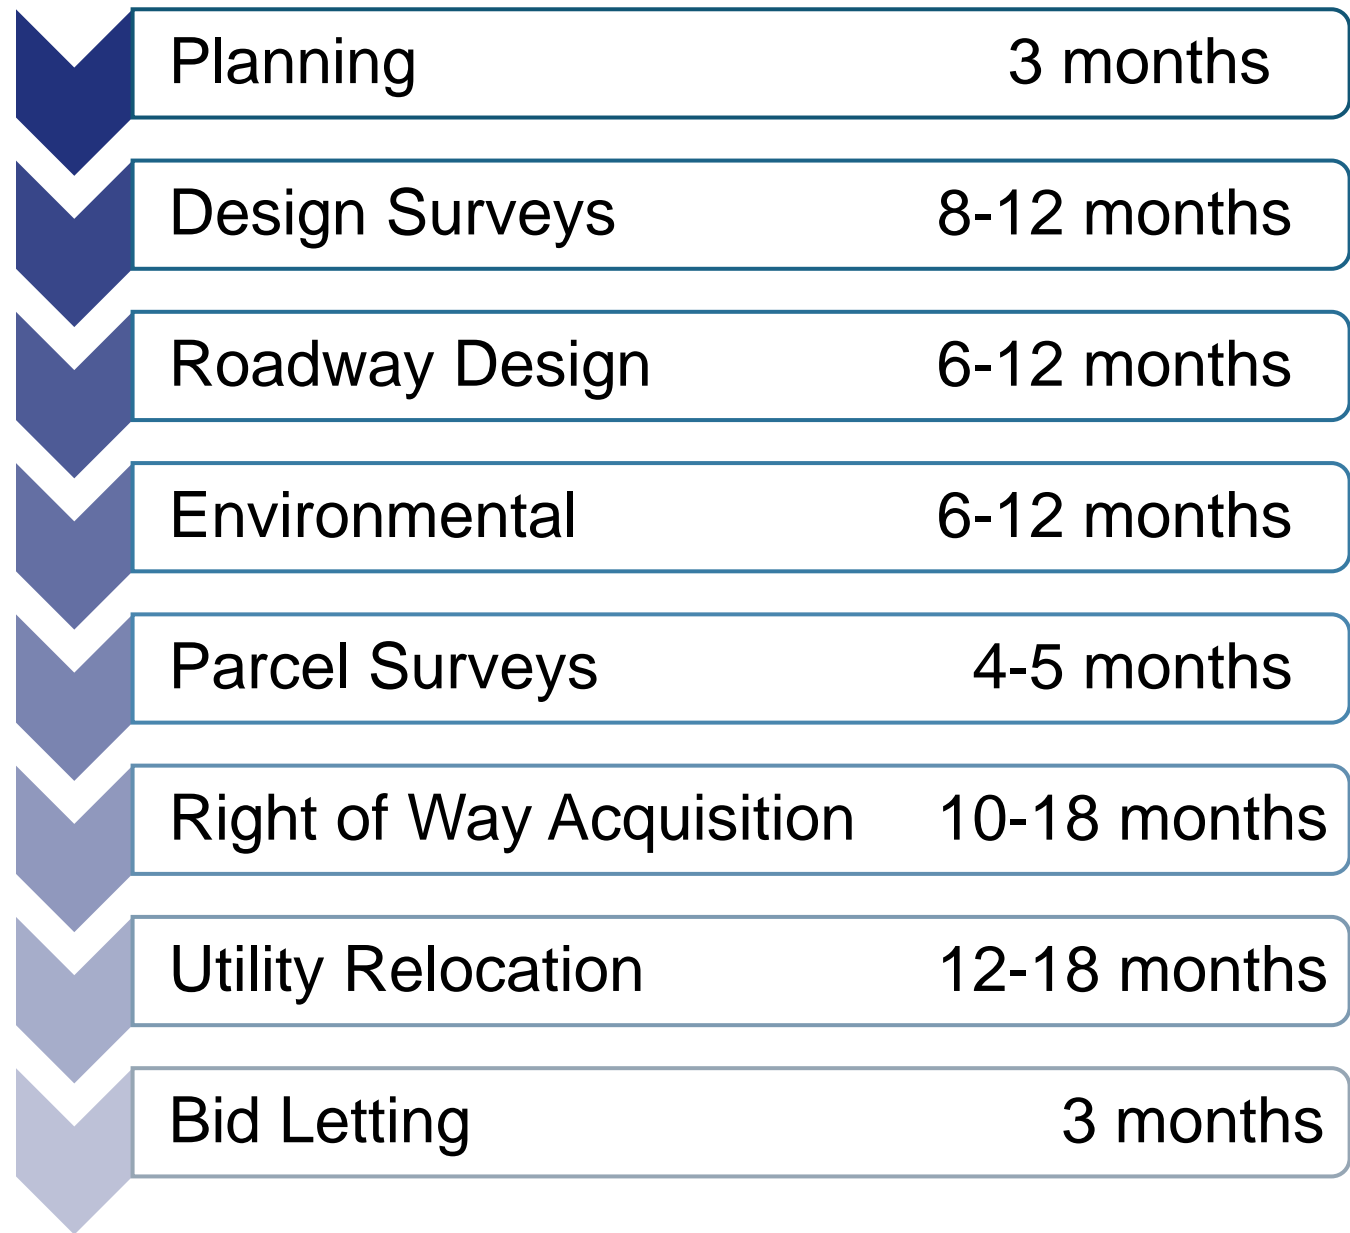 Planning 3 months
Design Surveys 8-12 months
Roadway Design 6-12 months
Environmental 6-12 months
Parcel Surveys 4-5 months
Right of Way Acquisition 10-18 months
Utility Relocation 12-18 months
Bid Letting 3 months